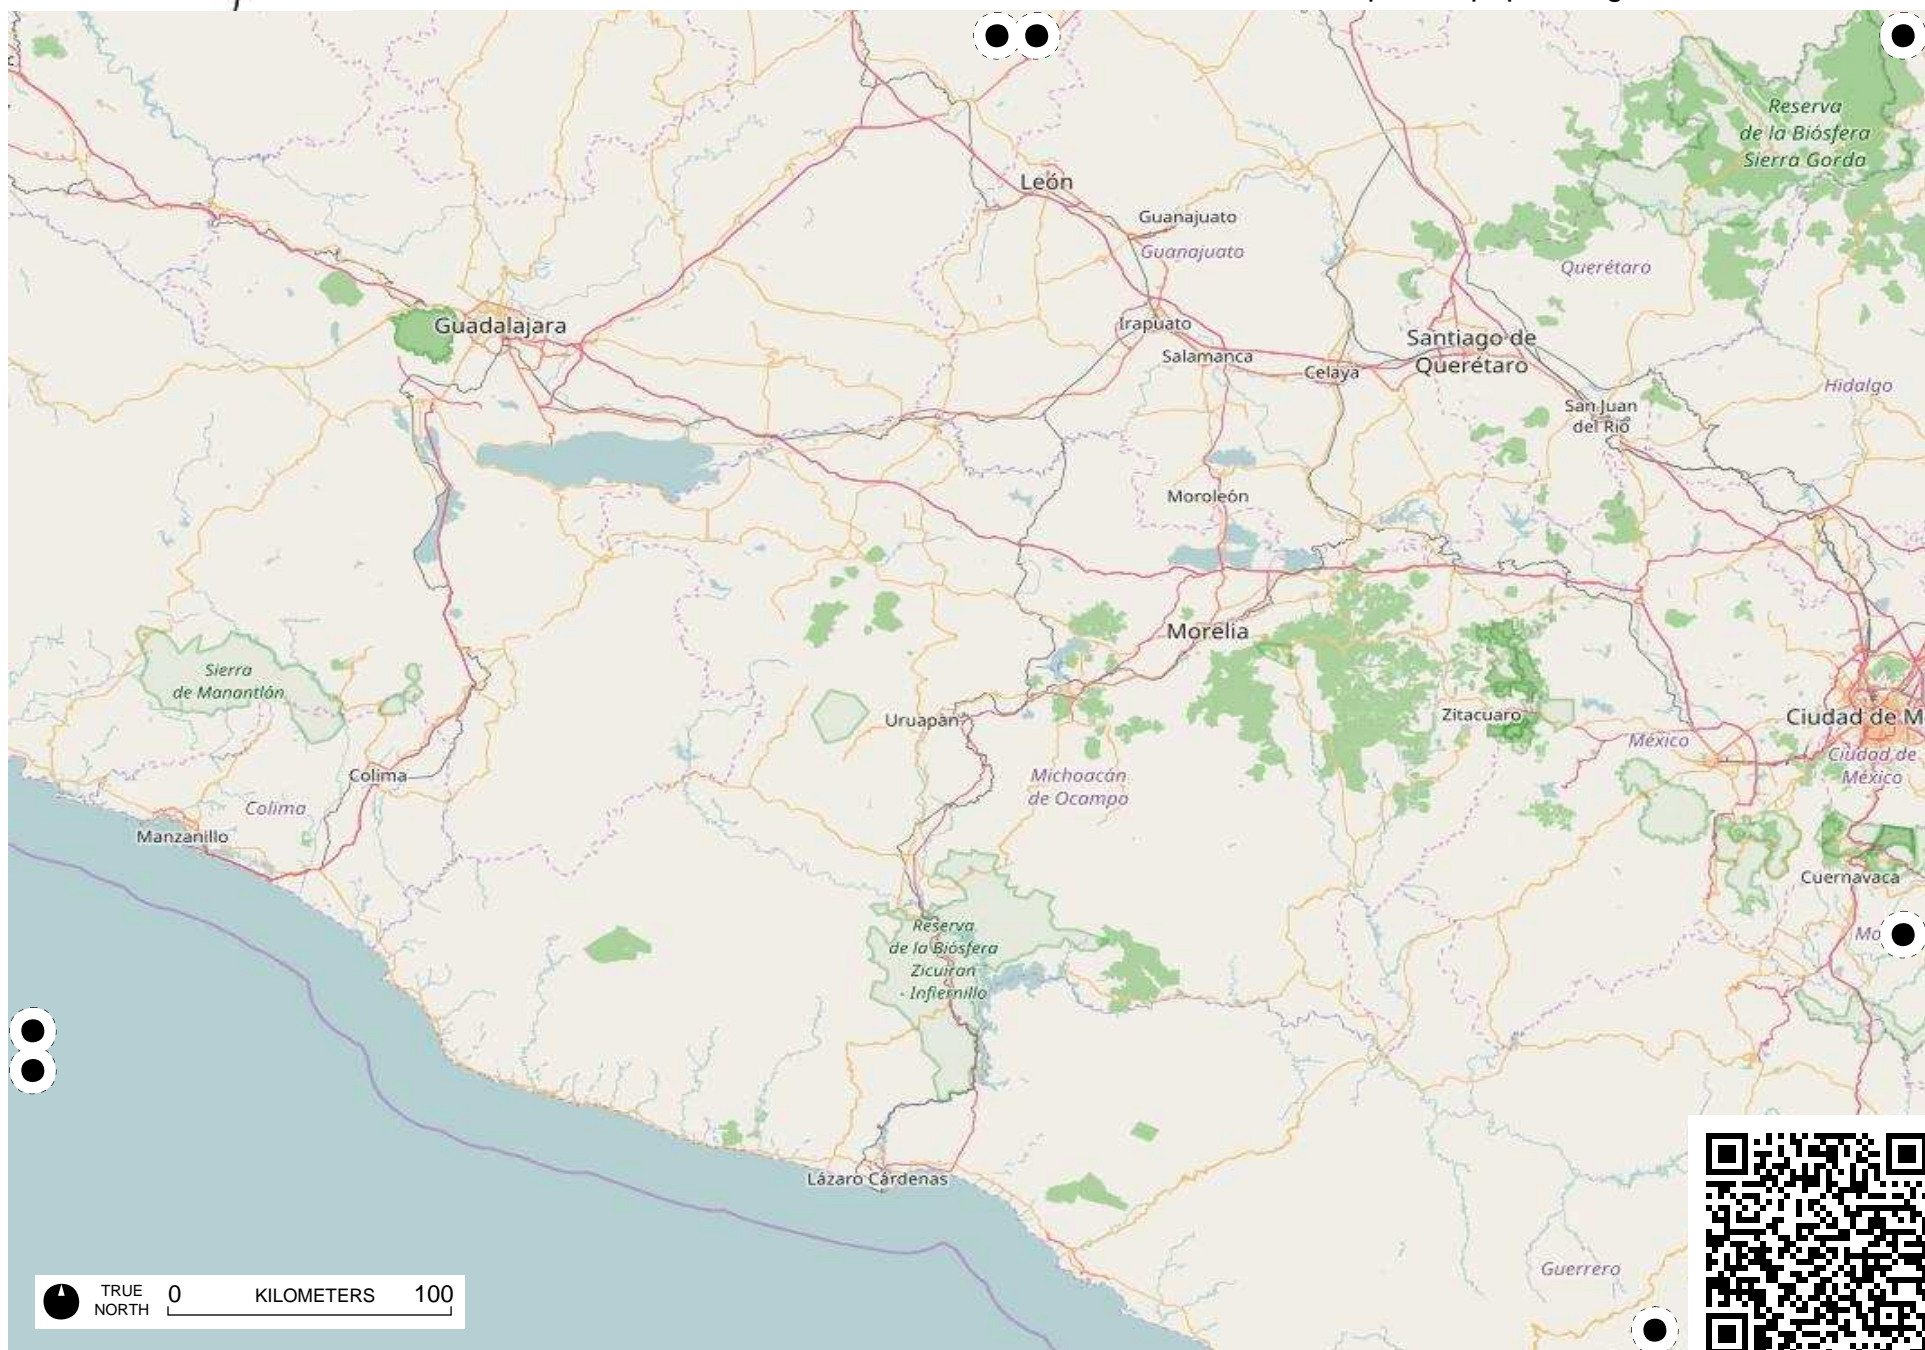 Reserva
de la Biósfera
Sierra Gorda
León
Guanajuato
Guanajuato
Querétaro
Guadalajara
Irapuato
Salamanca
Celaya
Santiago de
Querétaro
Hidalgo
San Juan
del Río
Moroleón
Morelia
Sierra
de Manantlán
Uruapan
Zitacuaro
Ciudad de M
México
Ciudad de
México
Colima
Michoacán
de Ocampo
Colima
Manzanillo
Cuernavaca
Reserva
de la Biósfera
Zicuiran
- Infiernillo
Mo
Lázaro Cárdenas
Guerrero
TRUE
NORTH
0 KILOMETERS 100